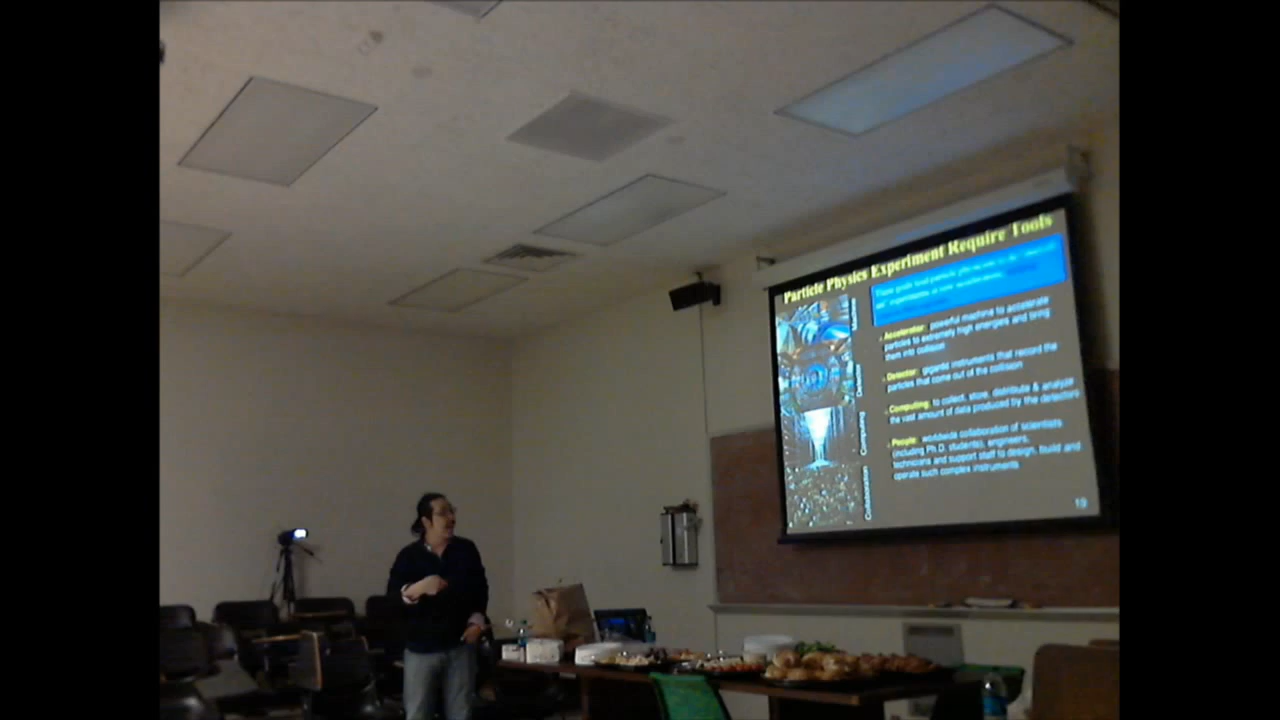 Particle Physics Experiment Require Tools
Accelerator: powerful machine to accelerate
particles to extremely high energies and bring
them into collision
Detector: gigantic instruments that record the
particles that come out of the collision
Computing: to collect, store, distribute & analyze
the vast amount of data produced by the detectors
People: worldwide collaboration of scientists
(including Ph.D. students), engineers,
technicians and support staff to design, build and
operate such complex instruments
Detector
Computing
Collaboration
19